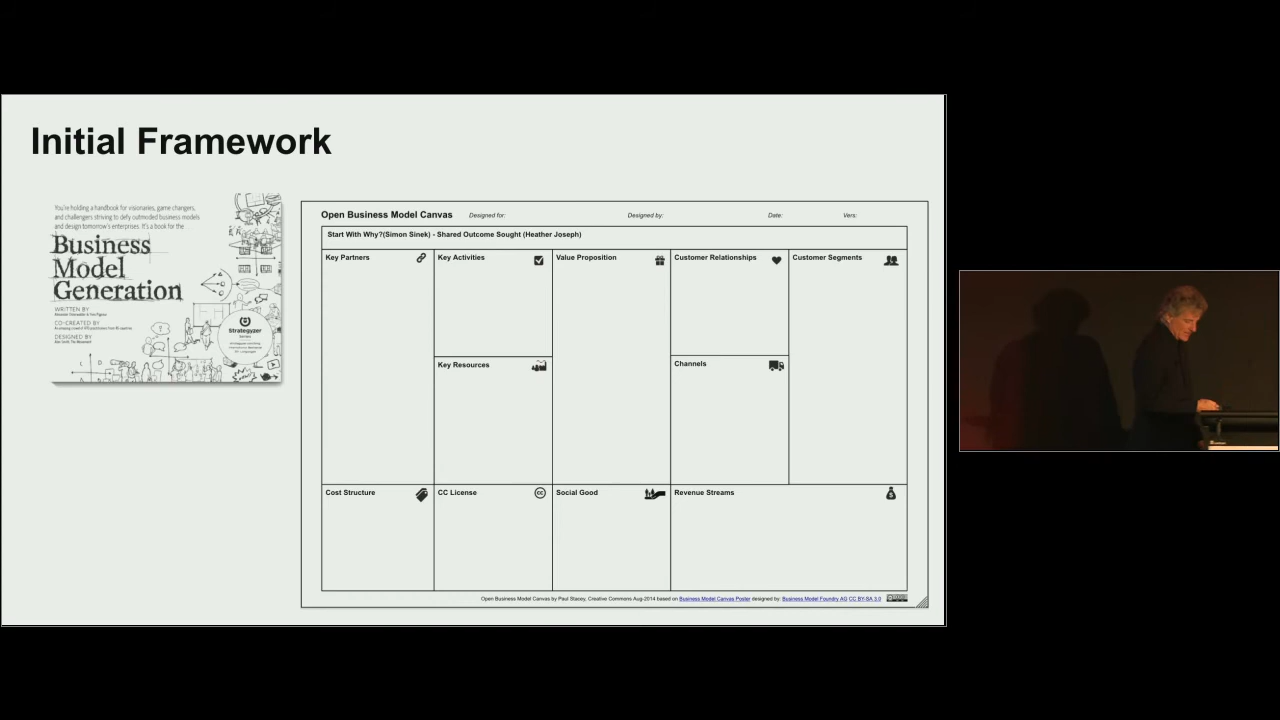 Initial Framework
You're holding a handbook for visionaries, game changers,
and challengers striving to defy outmoded business models
and design tomorrow's enterprises. It's a book for the
Business
Model
Generation
WRITTEN BY
CO-CREATED BY
DESIGNED BY
Strategyzer
Series
Open Business Model Canvas
Designed for:
Designed by:
Date:
Vers:
Start With Why?(Simon Sinek) - Shared Outcome Sought (Heather Joseph)
Key Partners
Key Activities
Value Proposition
Customer Relationships
Customer Segments
Key Resources
Channels
Cost Structure
CC License
CC
Social Good
Revenue Streams
Open Business Model Canvas by Paul Stacey, Creative Commons Aug-2014 based on Business Model Canvas Poster designed by: Business Model Foundry AG CC BY-SA 3.0